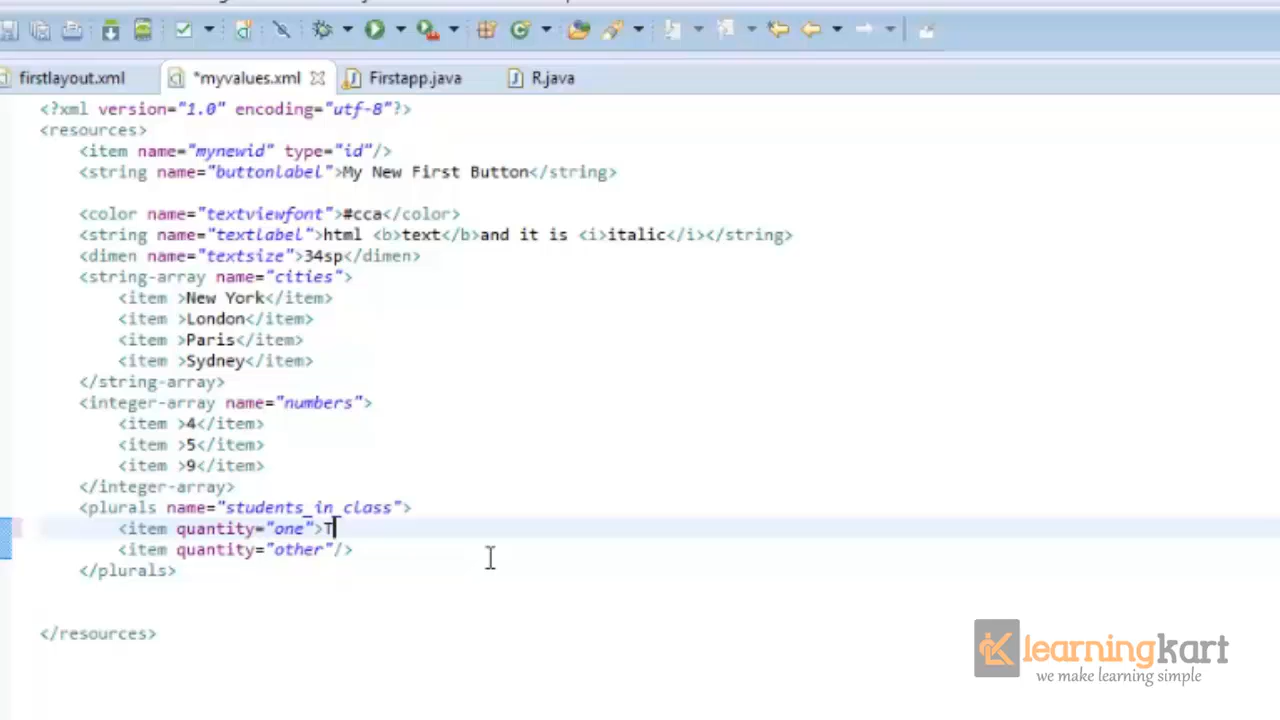 firstlayout.xml *myvalues.xml Firstapp.java R.java
<?xml version="1.0" encoding="utf-8"?>
<resources>
<item name="mynewid" type="id"/>
<string name="buttonlabel">My New First Button</string>
<color name="textviewfont">#cca</color>
<string name="textlabel">html <b>text</b>and it is <i>italic</i></string>
<dimen name="textsize">34sp</dimen>
<string-array name="cities">
<item >New York</item>
<item >London</item>
<item >Paris</item>
<item >Sydney</item>
</string-array>
<integer-array name="numbers">
<item >4</item>
<item >5</item>
<item >9</item>
</integer-array>
<plurals name="students_in_class">
<item quantity="one">T
<item quantity="other"/>
</plurals>
</resources>
learningkart
we make learning simple